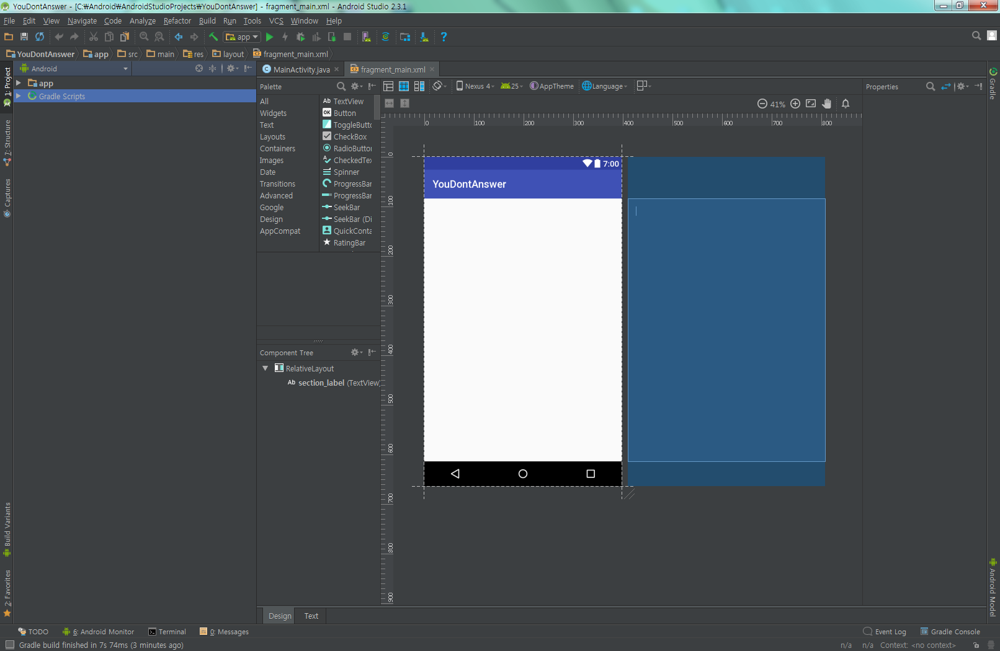 YouDontAnswer - [C:₩Android₩AndroidStudioProjects₩YouDontAnswer] - fragment_main.xml - Android Studio 2.3.1
File Edit View Navigate Code Analyze Refactor Build Run Tools VCS Window Help
app
YouDontAnswer app src main res layout fragment_main.xml
Android
MainActivity.java
fragment_main.xml
1: Project
7: Structure
Captures
Build Variants
2: Favorites
app
Gradle Scripts
Palette
All
Widgets
Text
Layouts
Containers
Images
Date
Transitions
Advanced
Google
Design
AppCompat
Ab TextView
OK Button
ToggleButto
CheckBox
RadioButton
CheckedTex
Spinner
ProgressBar
ProgressBar
SeekBar
SeekBar (Di
QuickConta
RatingBar
Component Tree
RelativeLayout
Ab section_label (TextView)
Nexus 4 25 AppTheme Language
41%
0 100 200 300 400 500 600 700 800
0
100
200
300
400
500
600
700
800
900
7:00
YouDontAnswer
Properties
Gradle
Android Model
Design Text
TODO 6: Android Monitor Terminal 0: Messages
Event Log Gradle Console
Gradle build finished in 7s 74ms (3 minutes ago)
n/a n/a Context: <no context>